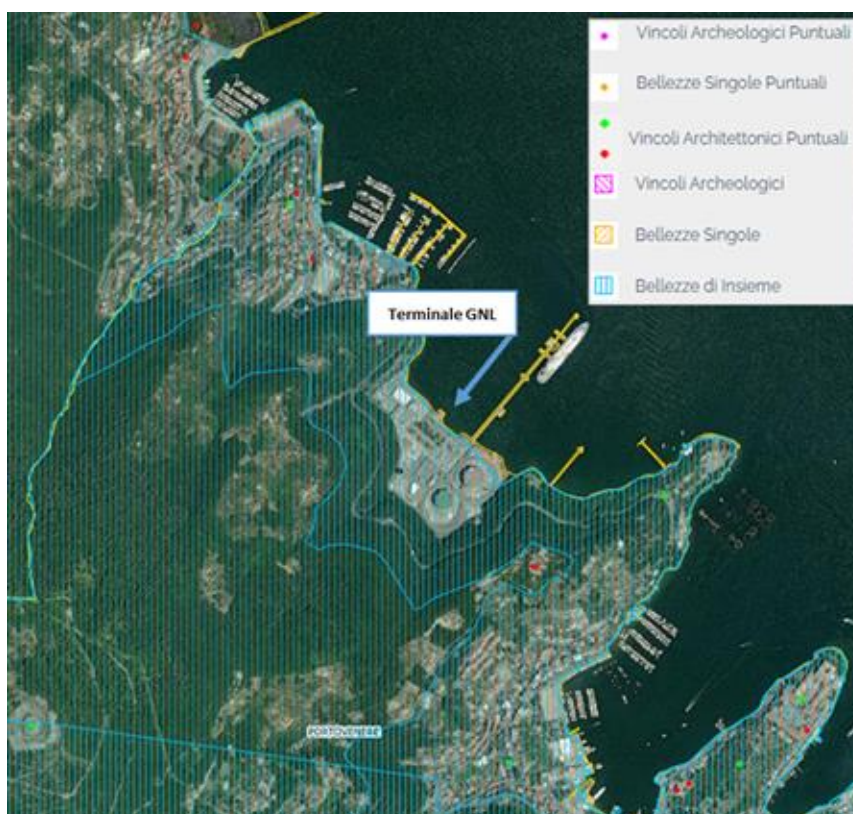 Vincoli Archeologici Puntuali
Bellezze Singole Puntuali
Vincoli Architettonici Puntuali
Vincoli Archeologici
Bellezze Singole
Bellezze di Insieme
Terminale GNL
PORTOVENERE